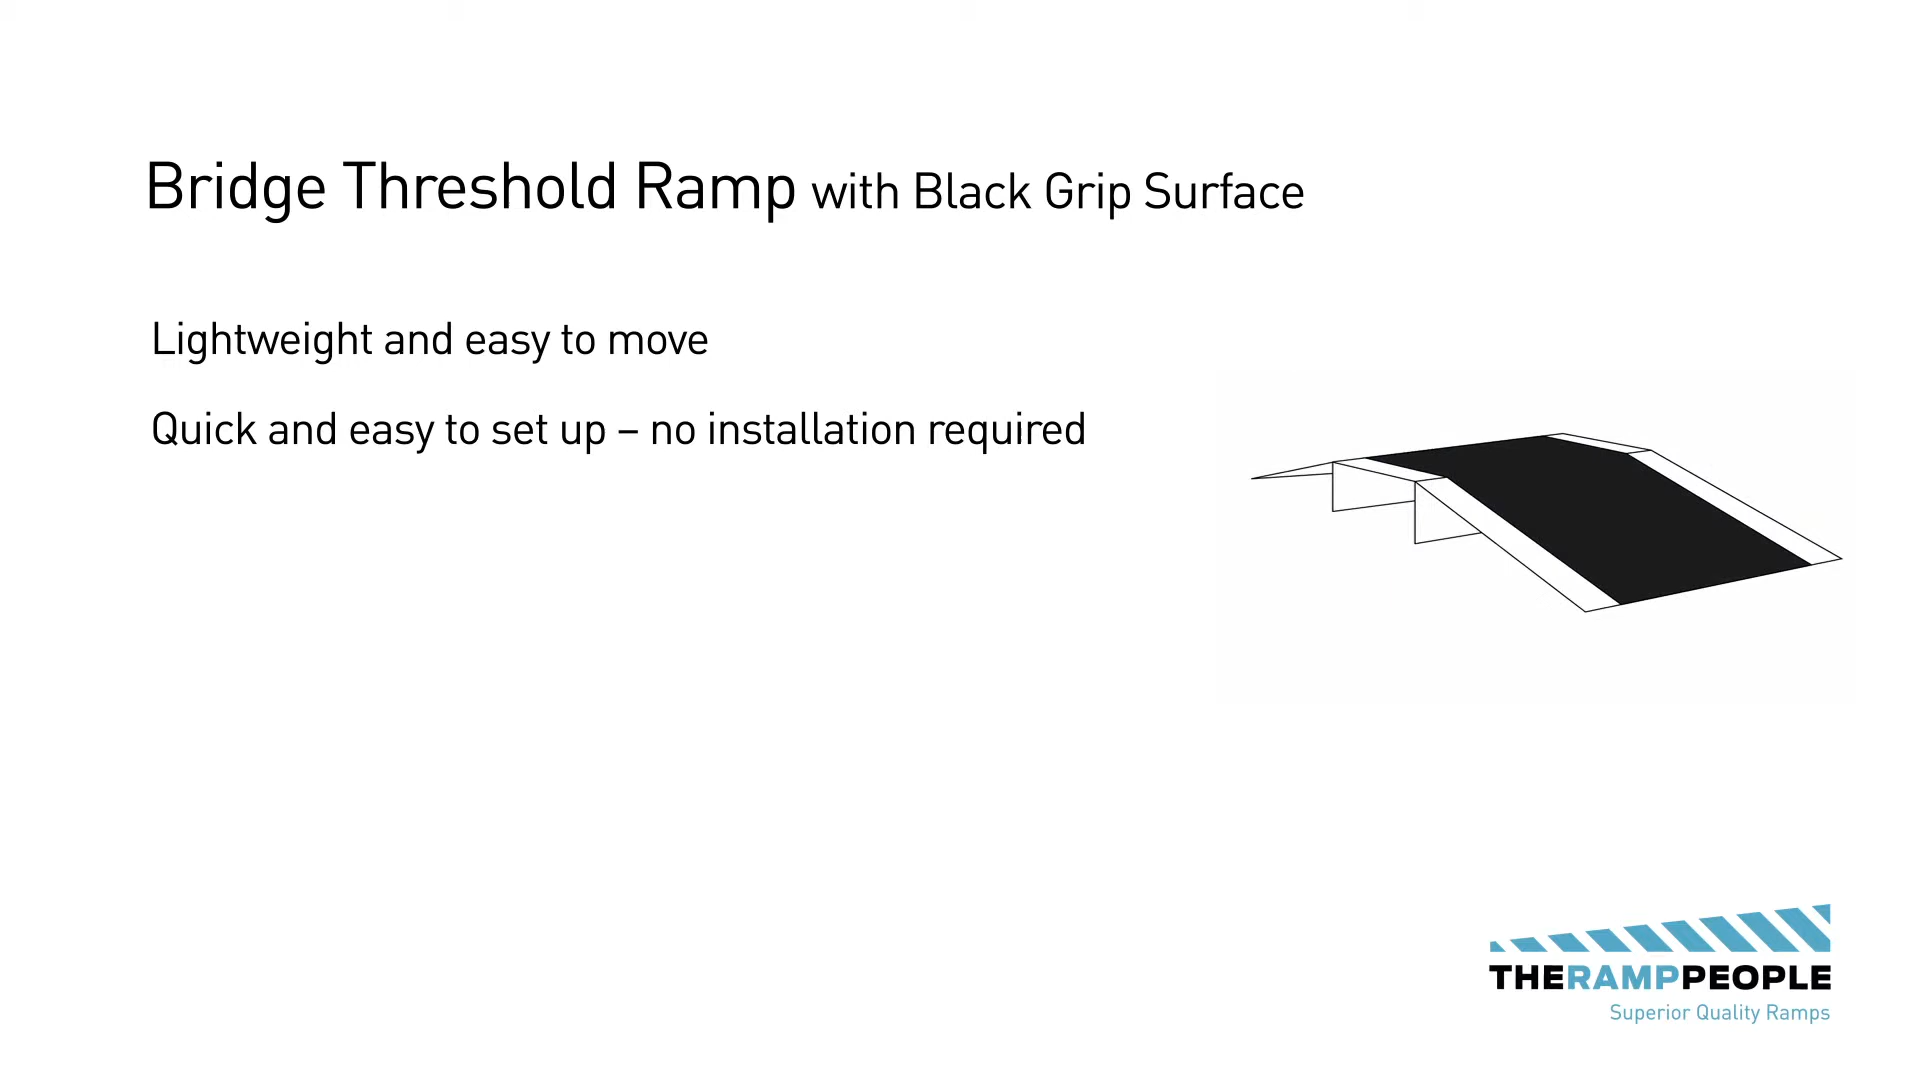 Bridge Threshold Ramp with Black Grip Surface
Lightweight and easy to move
Quick and easy to set up – no installation required
THERAMPPEOPLE
Superior Quality Ramps